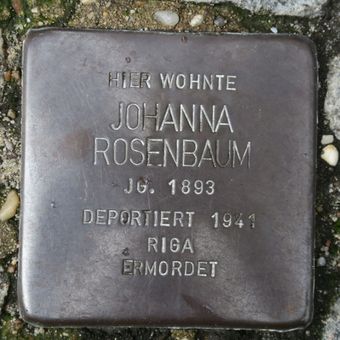 HIER WOHNTE
JOHANNA
ROSENBAUM
JG. 1893
DEPORTIERT 1941
RIGA
ERMORDET